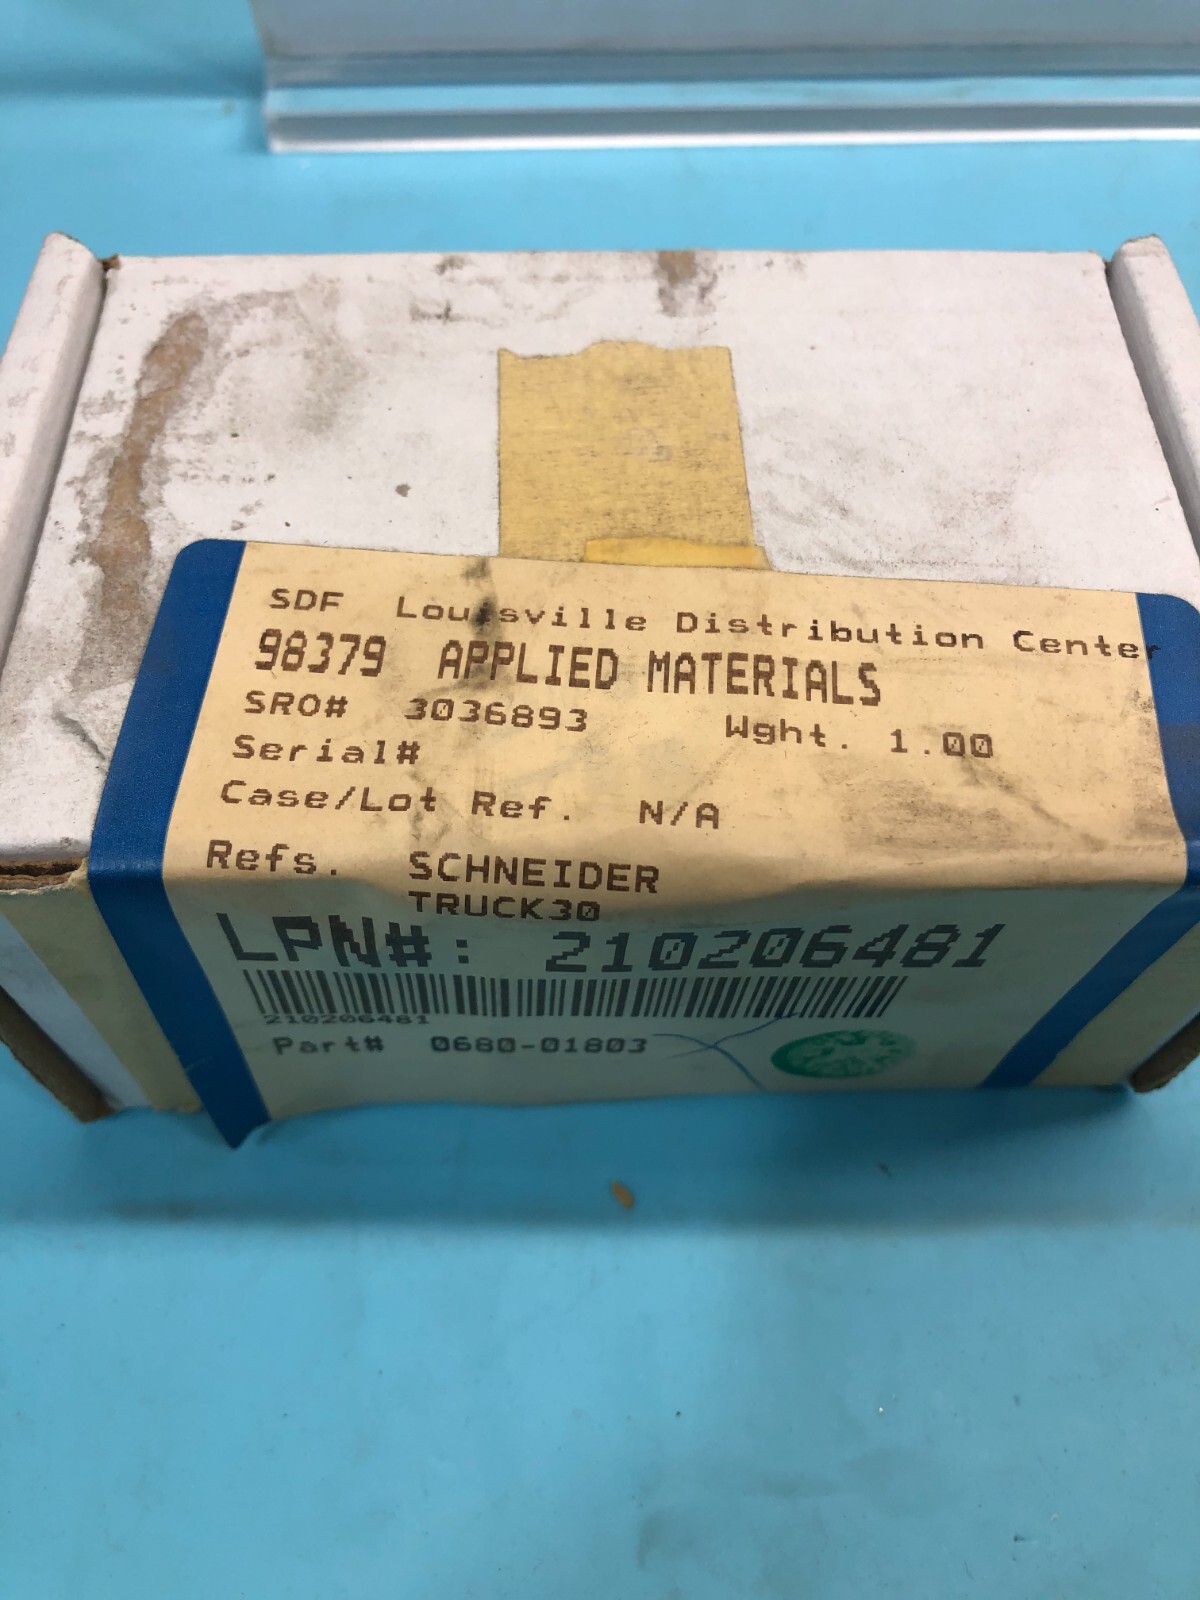 SDF Louisville Distribution Center
98379 APPLIED MATERIALS
SRO# 3036893 Wght. 1.00
Serial#
Case/Lot Ref. N/A
Refs. SCHNEIDER
TRUCK30
LPN#: 210206481
210206481
Part# 0680-01803